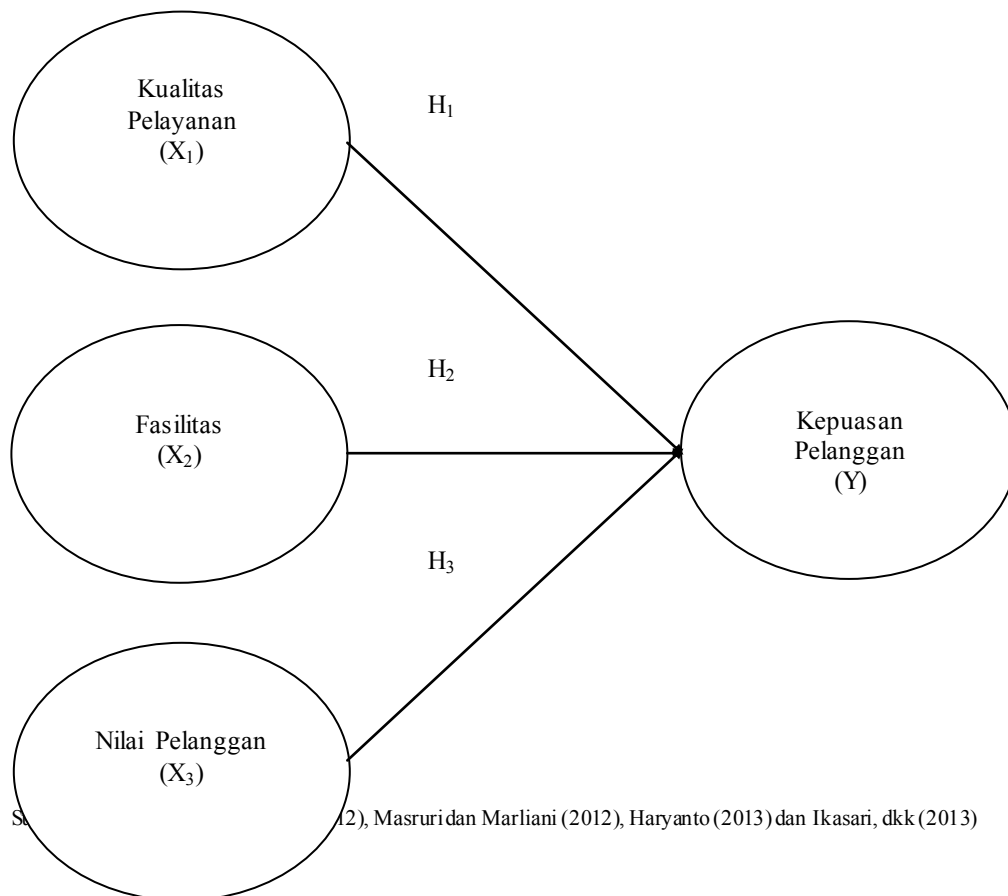 Kualitas
Pelayanan
(X₁)
H₁
H₂
Fasilitas
(X₂)
Kepuasan
Pelanggan
(Y)
H₃
Nilai Pelanggan
(X₃)
12), Masruri dan Marliani (2012), Haryanto (2013) dan Ikasari, dkk (2013)